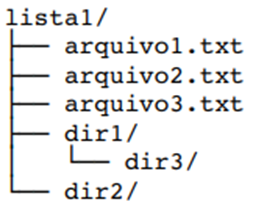 lista1/
├── arquivo1.txt
├── arquivo2.txt
├── arquivo3.txt
├── dir1/
│   └── dir3/
└── dir2/